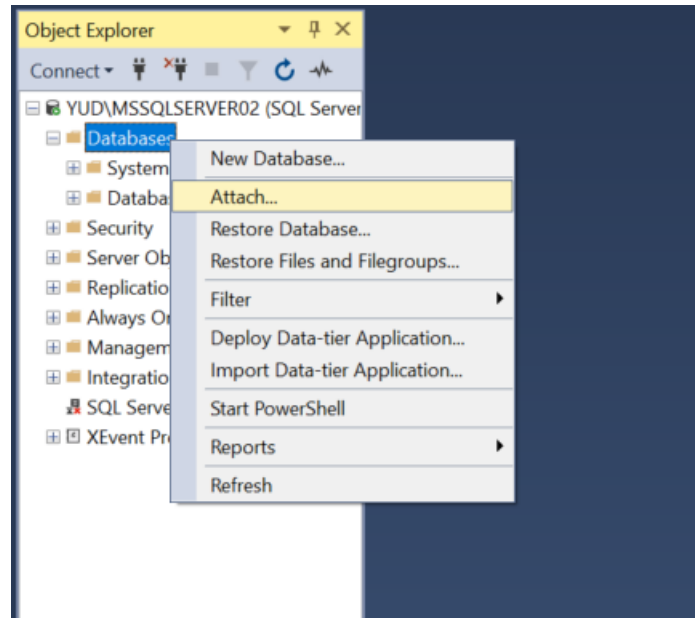 Object Explorer
Connect
YUD\MSSQLSERVER02 (SQL Server
Databases
System
Databa
Security
Server Ob
Replicatio
Always O
Managem
Integratio
SQL Serve
XEvent Pr
New Database...
Attach...
Restore Database...
Restore Files and Filegroups...
Filter
Deploy Data-tier Application...
Import Data-tier Application...
Start PowerShell
Reports
Refresh